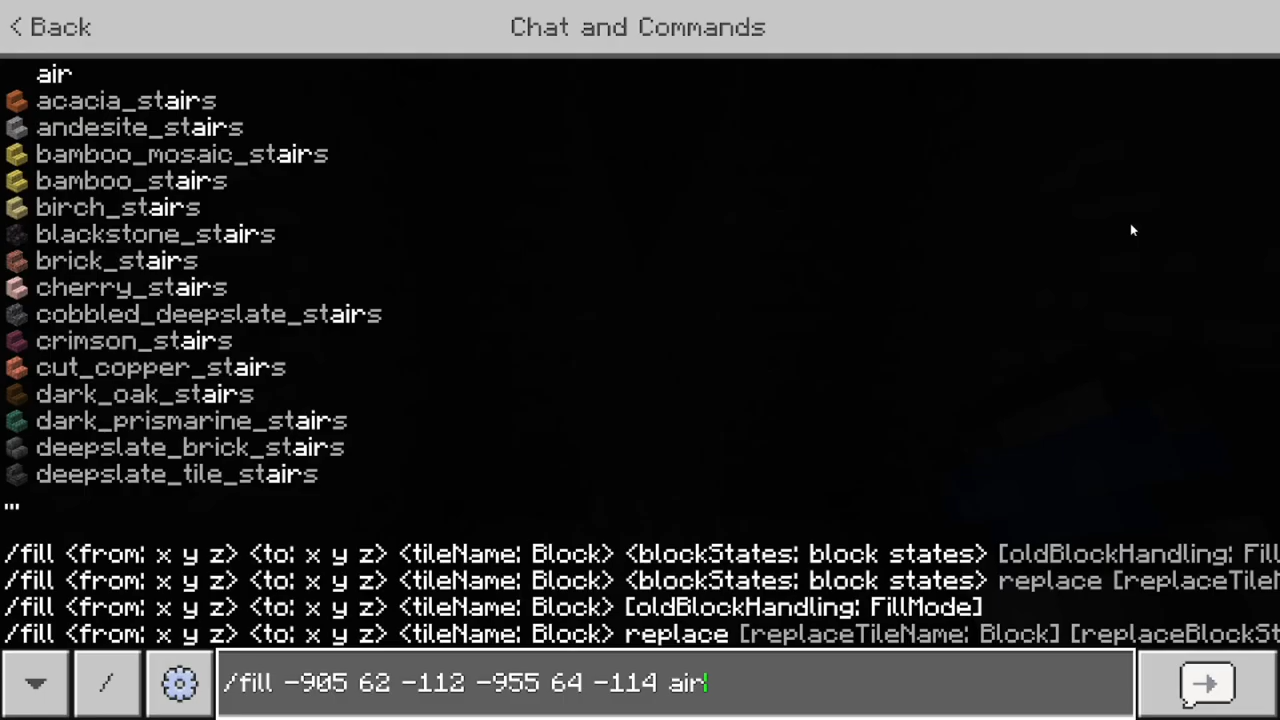 < Back
Chat and Commands
air
acacia_stairs
andesite_stairs
bamboo_mosaic_stairs
bamboo_stairs
birch_stairs
blackstone_stairs
brick_stairs
cherry_stairs
cobbled_deepslate_stairs
crimson_stairs
cut_copper_stairs
dark_oak_stairs
dark_prismarine_stairs
deepslate_brick_stairs
deepslate_tile_stairs
...
/fill <from: x y z> <to: x y z> <tileName: Block> <blockStates: block states> [oldBlockHandling: Fill
/fill <from: x y z> <to: x y z> <tileName: Block> <blockStates: block states> replace [replaceTileN
/fill <from: x y z> <to: x y z> <tileName: Block> [oldBlockHandling: FillMode]
/fill <from: x y z> <to: x y z> <tileName: Block> replace [replaceTileName: Block] [replaceBlockSt
/ /fill -905 62 -112 -955 64 -114 air